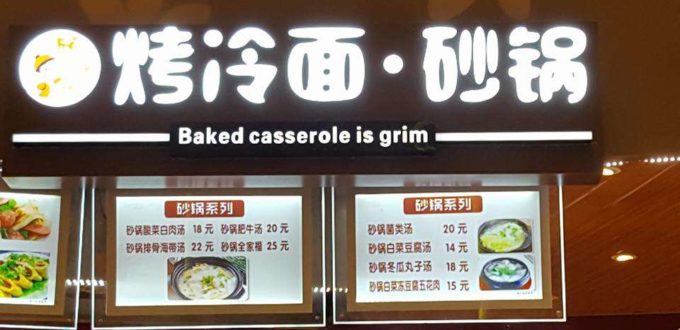 烤冷面·砂锅
Baked casserole is grim
砂锅系列
砂锅酸菜白肉汤 18元 砂锅肥牛汤 20元
砂锅排骨海带汤 22元 砂锅全家福 25元
砂锅系列
砂锅菌类汤 20元
砂锅白菜豆腐汤 14元
砂锅冬瓜丸子汤 18元
砂锅白菜冻豆腐五花肉 15元